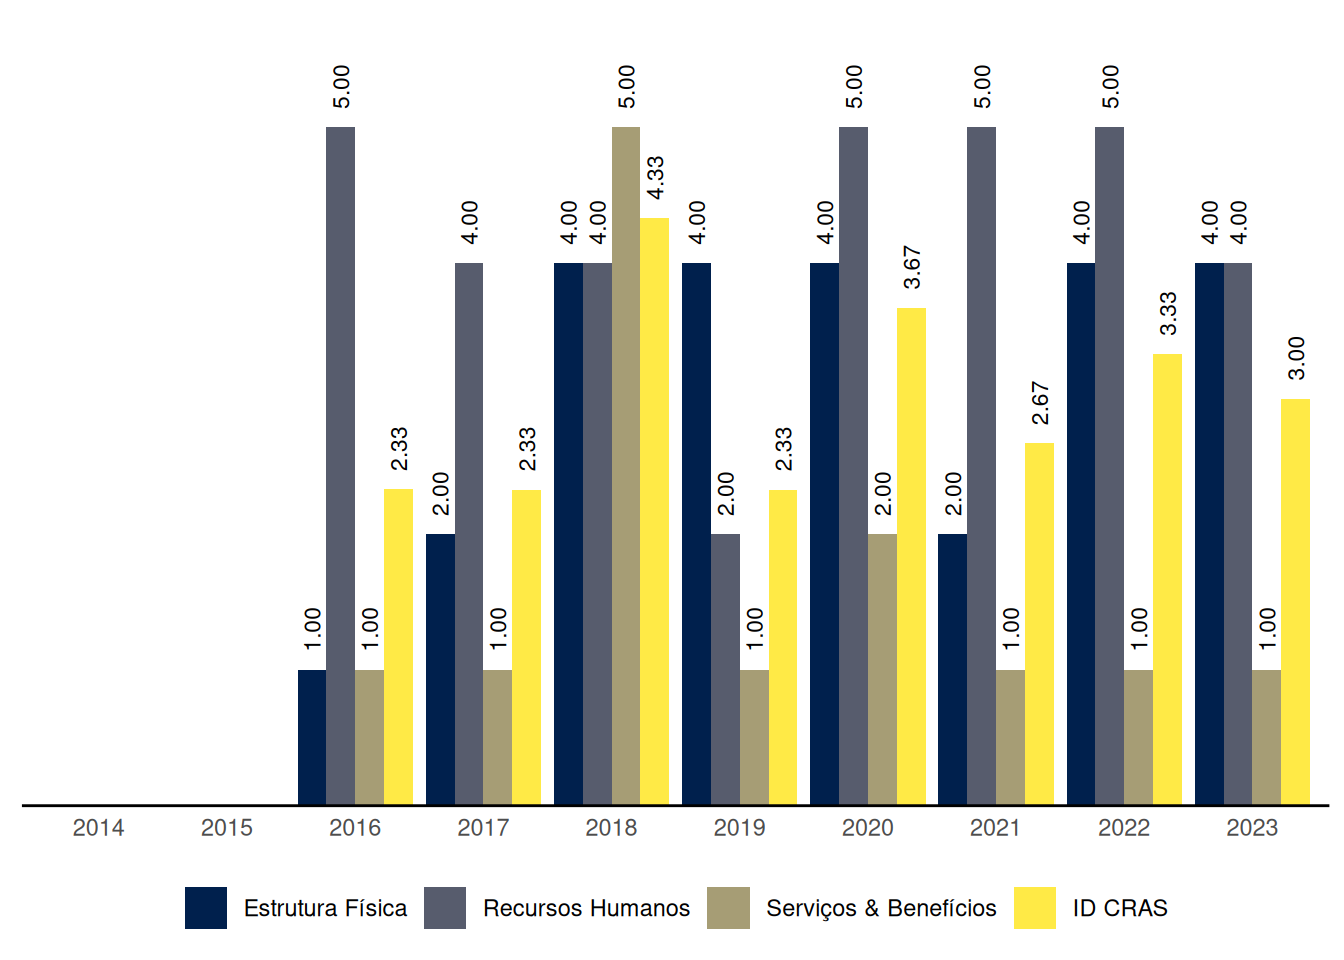 5.00 5.00 5.00 5.00 5.00
4.33
4.00 4.00 4.00 4.00 4.00 4.00 4.00 4.00
3.67
3.33
3.00
2.67
2.33 2.33 2.33
2.00 2.00 2.00 2.00
1.00 1.00 1.00 1.00 1.00 1.00 1.00
2014 2015 2016 2017 2018 2019 2020 2021 2022 2023
Estrutura Física Recursos Humanos Serviços & Benefícios ID CRAS